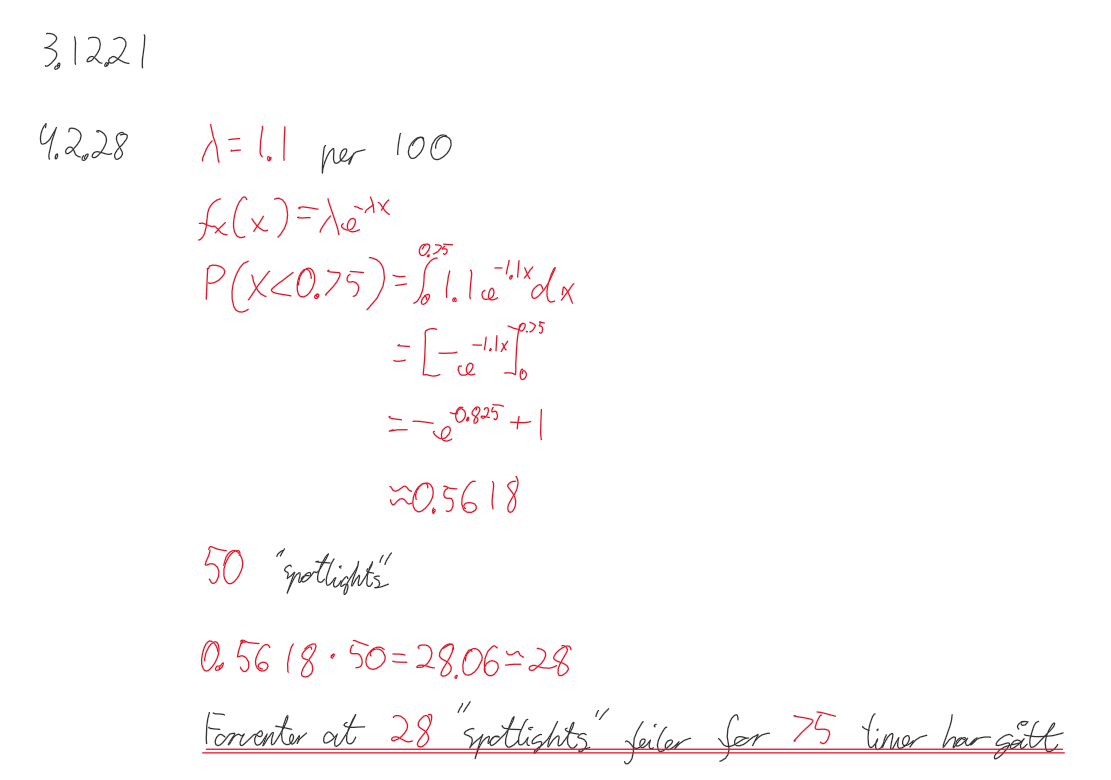 3.12.21
4.2.28 λ = 1.1 per 100
fx(x) = λe^-λx
P(X<0.75) = ∫₀^0.75 1.1e^-1.1x dx
= [-e^-1.1x]₀^0.75
= -e^-0.825 + 1
≈0.5618
50 "spotlights"
0.5618 · 50 = 28.06 ≃ 28
Forventer at 28 "spotlights" feiler før 75 timer har gått